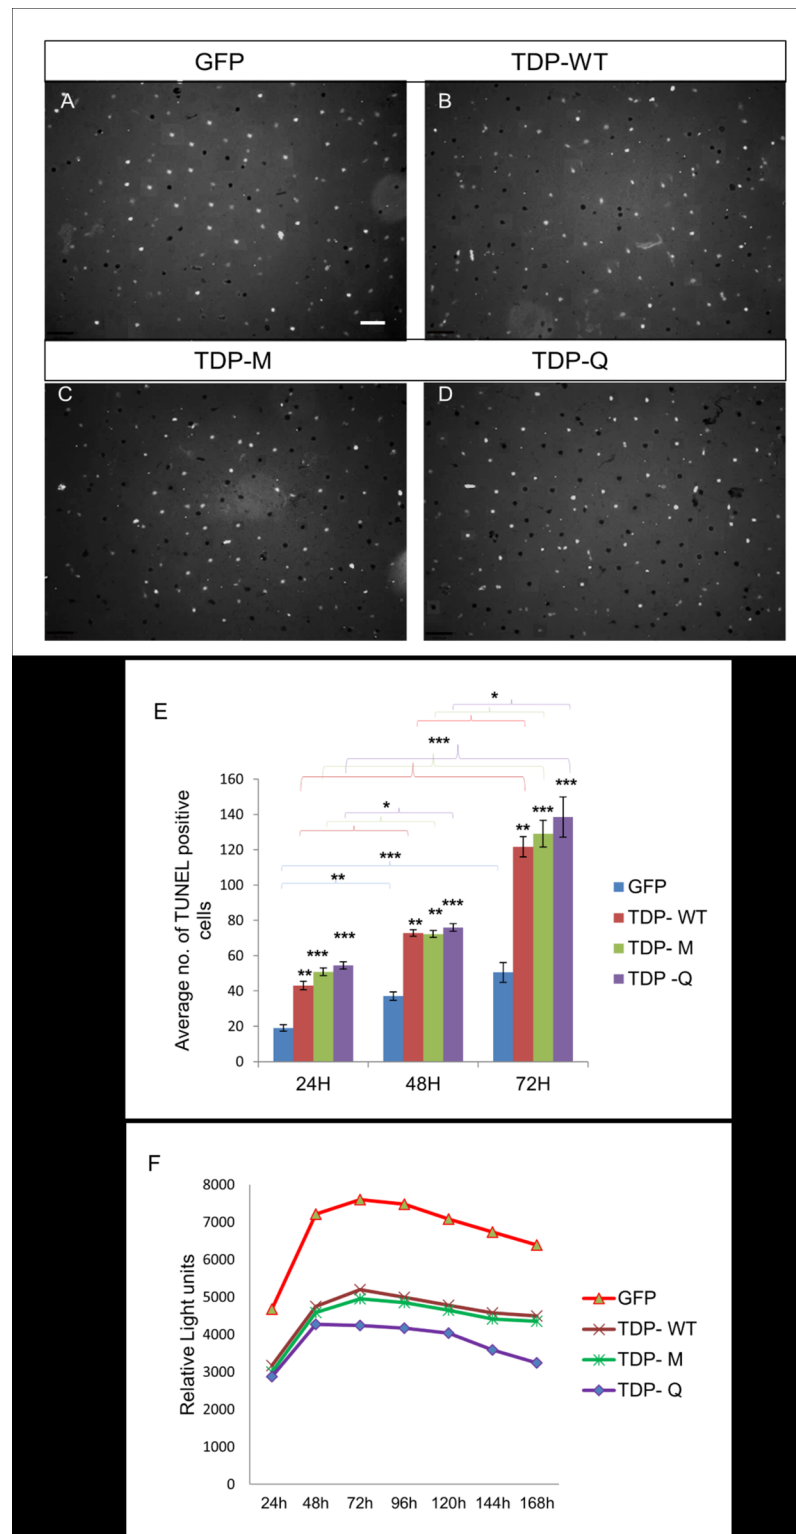 GFP TDP-WT
A B
TDP-M TDP-Q
C D
E
*
***
*
***
**
***
***
**
**
***
**
***
***
**
Average no. of TUNEL positive
cells
160
140
120
100
80
60
40
20
0
24H 48H 72H
GFP
TDP- WT
TDP- M
TDP -Q
F
Relative Light units
8000
7000
6000
5000
4000
3000
2000
1000
0
24h 48h 72h 96h 120h 144h 168h
GFP
TDP- WT
TDP- M
TDP- Q